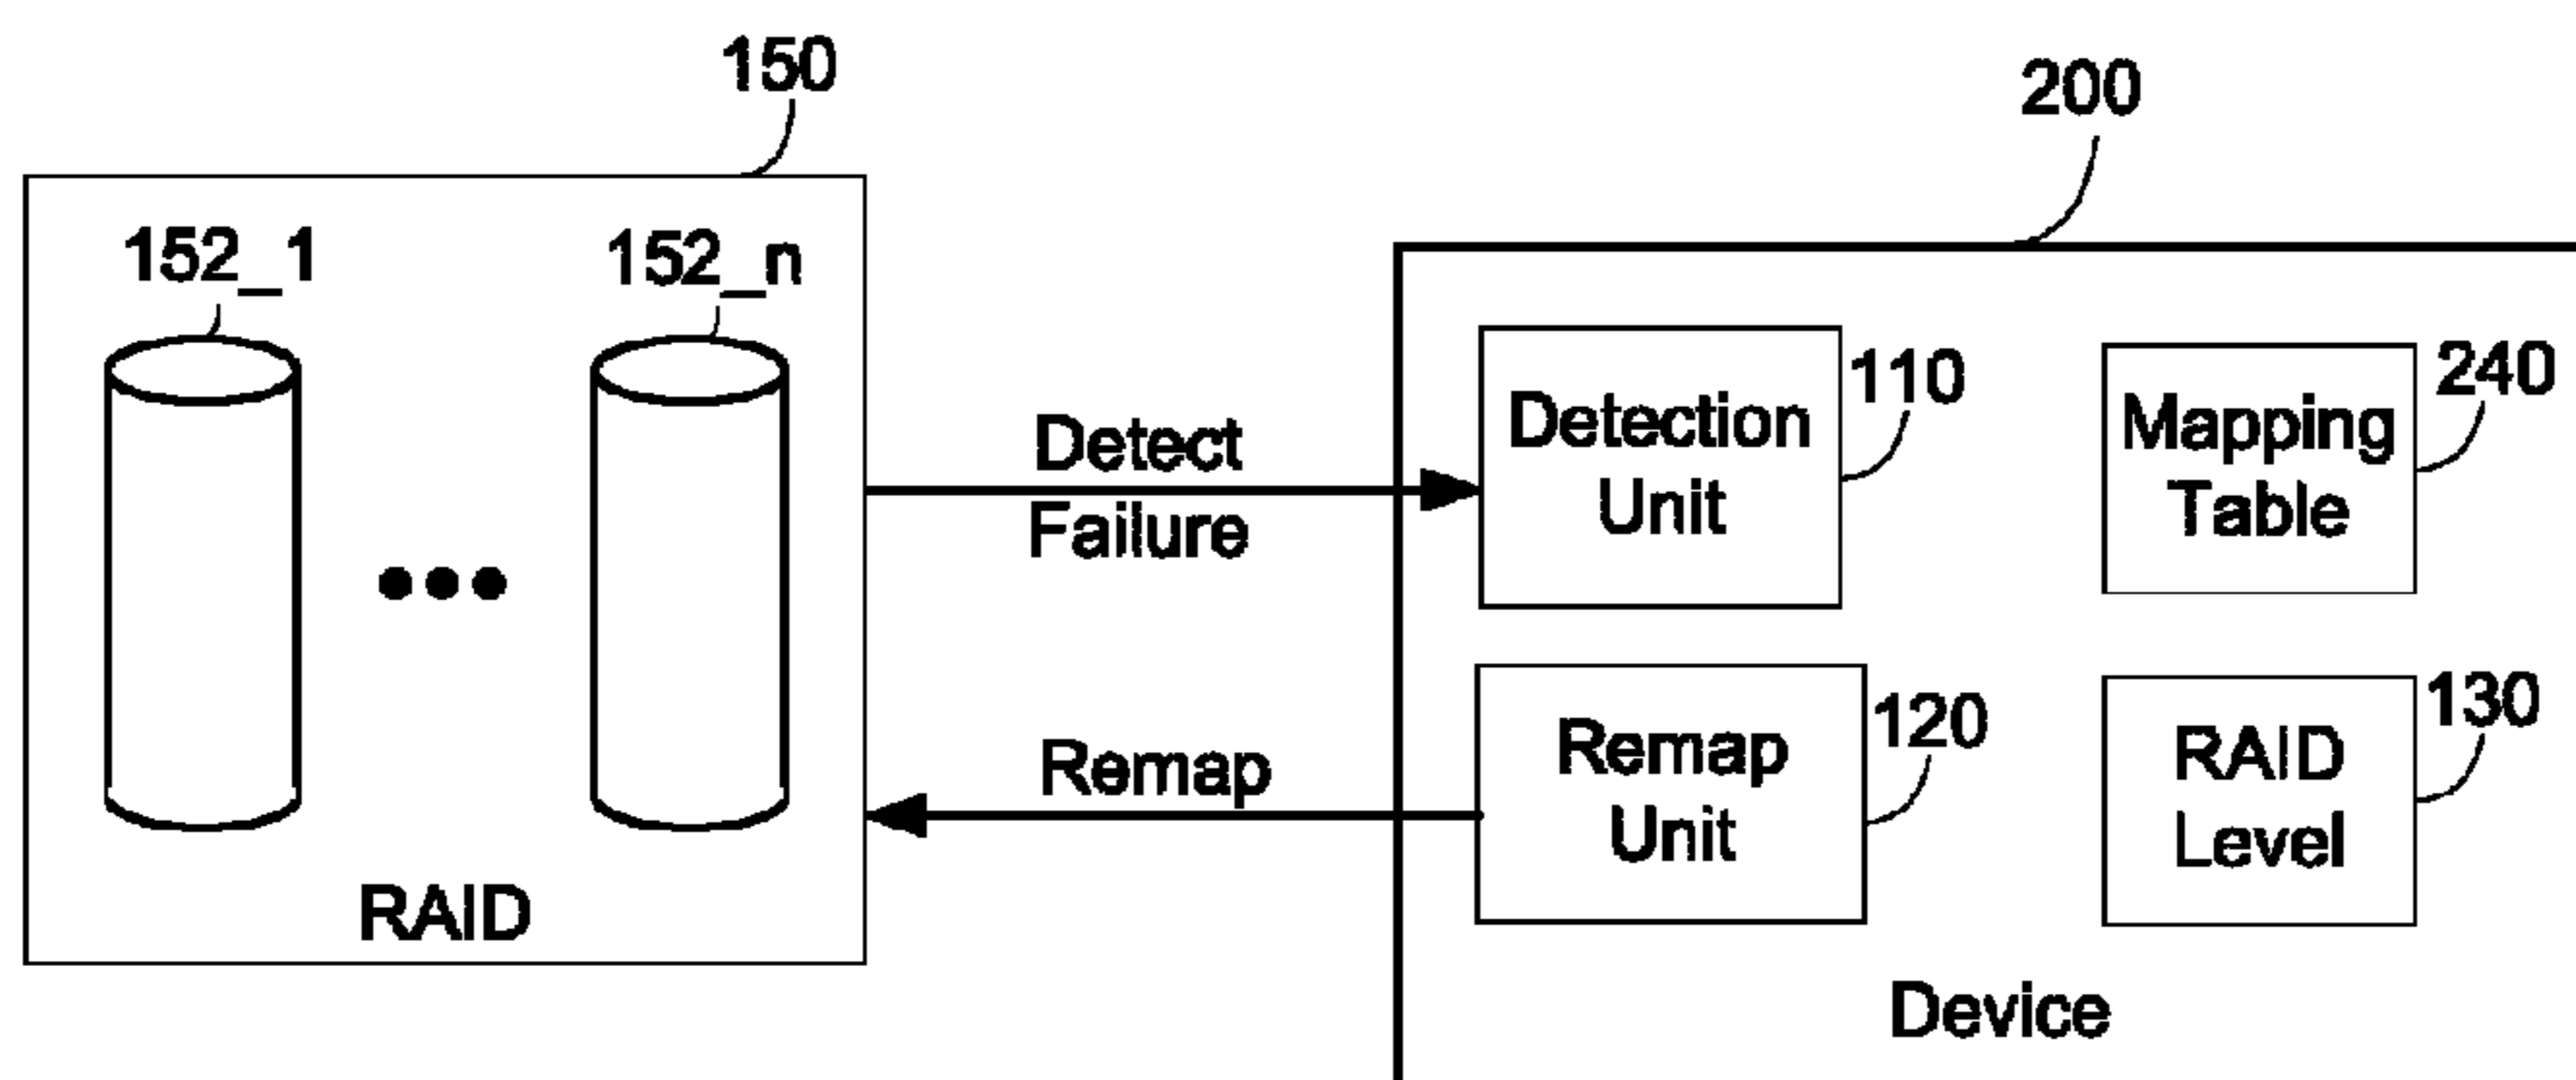 150
200
152_1
152_n
Detection
Unit
110
Mapping
Table
240
Detect
Failure
Remap
Remap
Unit
120
RAID
Level
130
RAID
Device